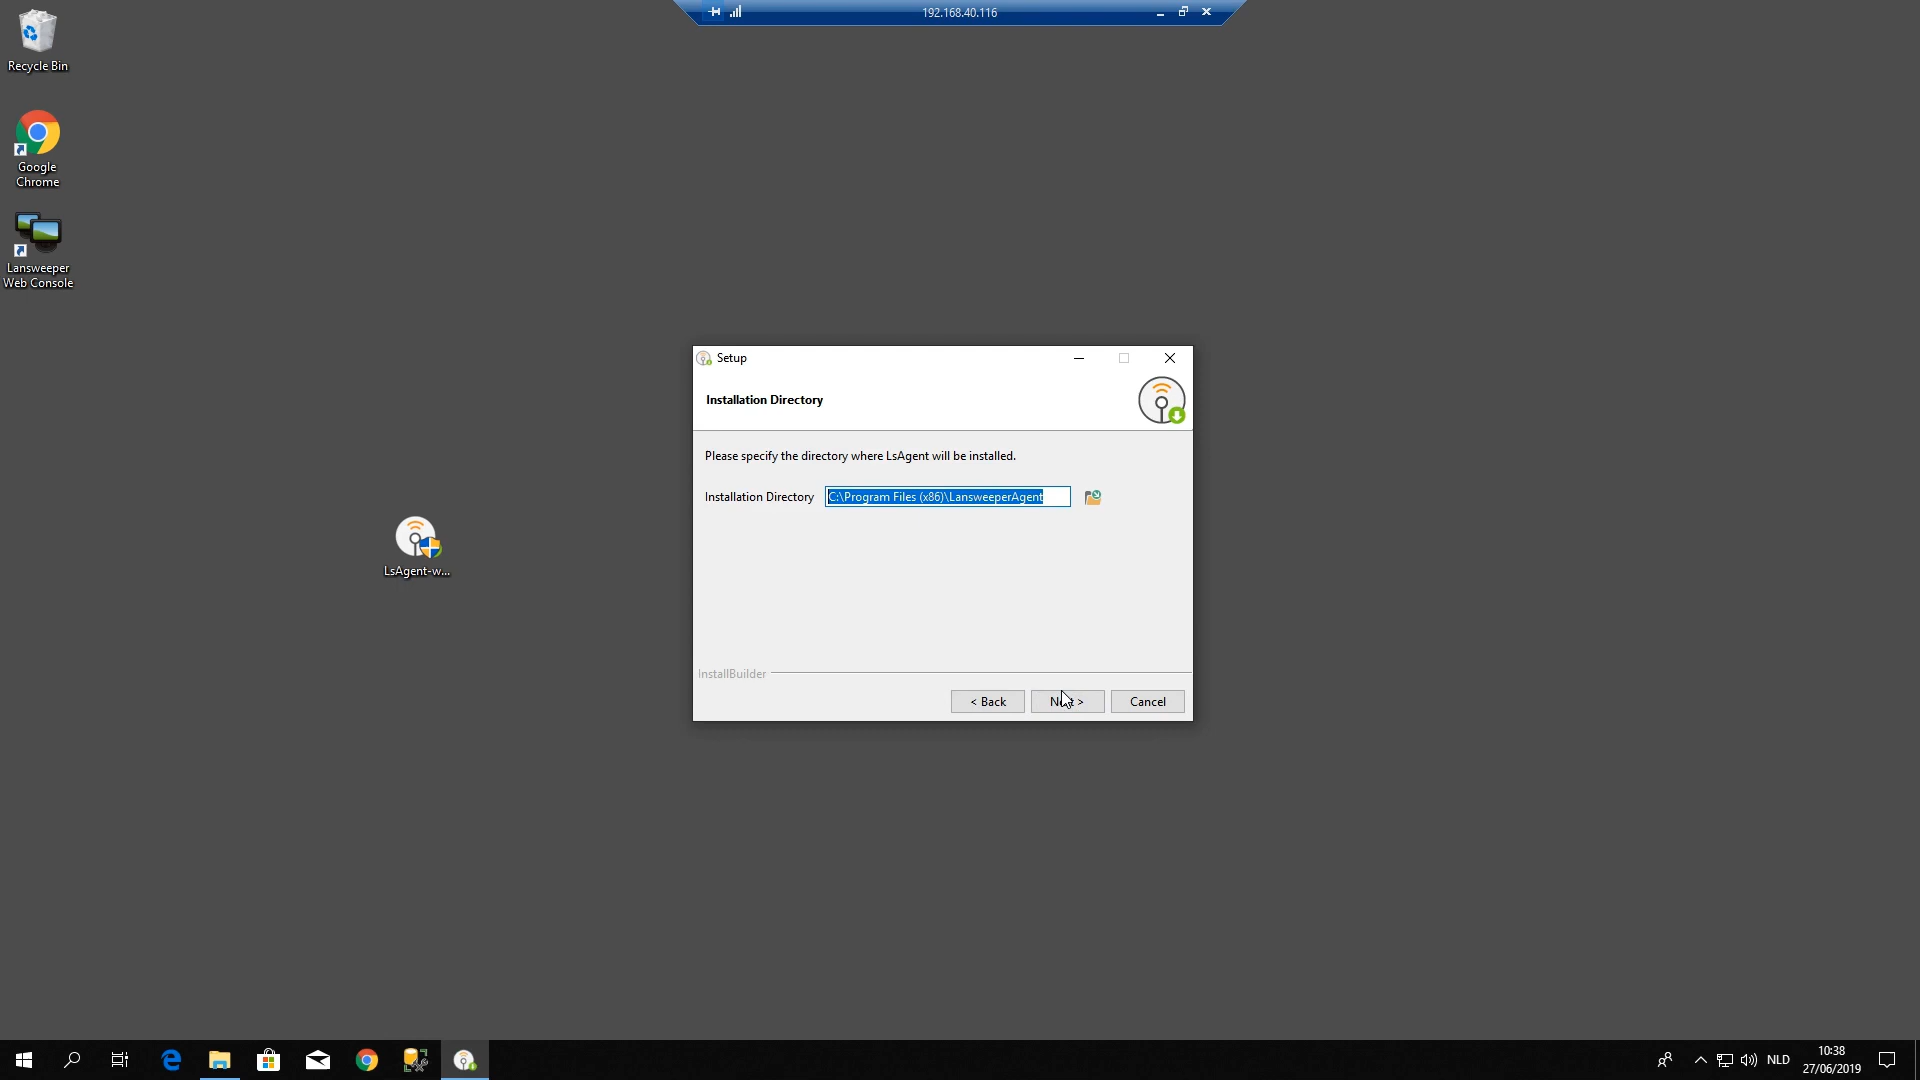 192.168.40.116
Recycle Bin
Google
Chrome
Lansweeper
Web Console
LsAgent-w...
Setup
Installation Directory
Please specify the directory where LsAgent will be installed.
Installation Directory
C:\Program Files (x86)\LansweeperAgent
InstallBuilder
< Back
Next >
Cancel
NLD
10:38
27/06/2019